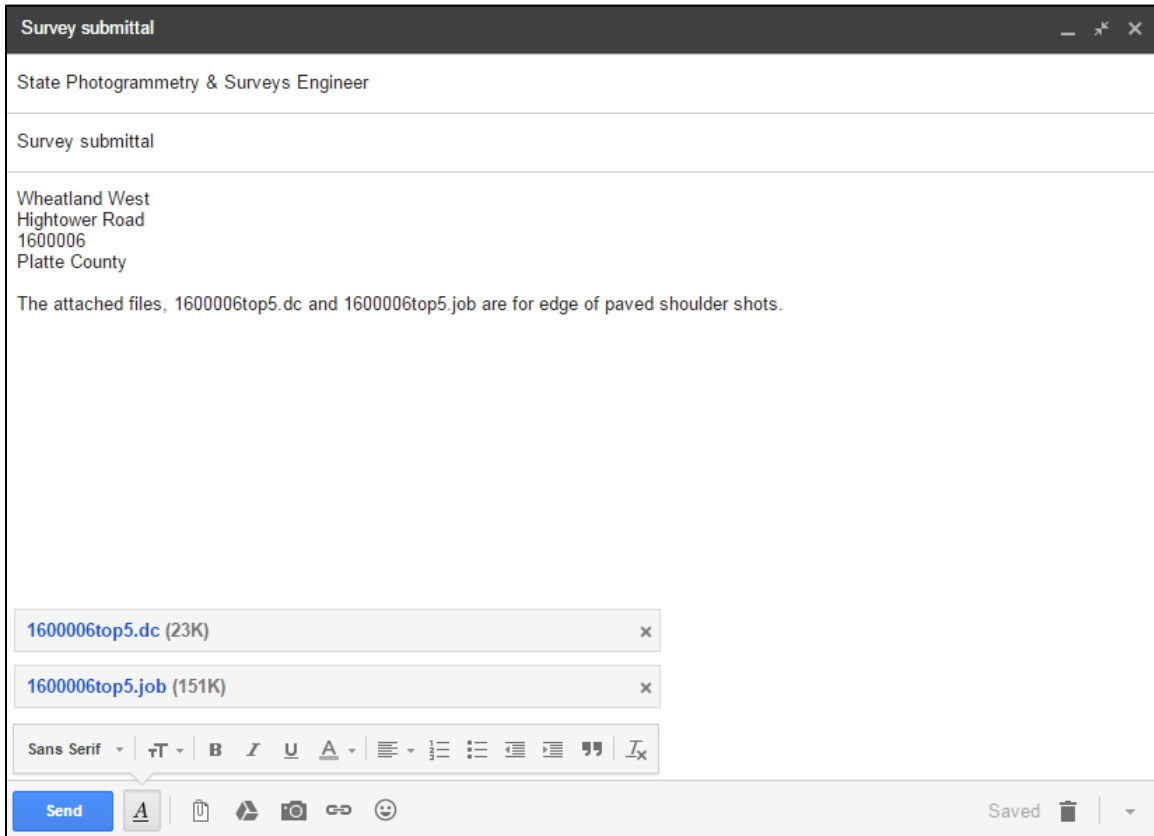 Survey submittal
State Photogrammetry & Surveys Engineer
Survey submittal
Wheatland West
Hightower Road
1600006
Platte County
The attached files, 1600006top5.dc and 1600006top5.job are for edge of paved shoulder shots.
1600006top5.dc (23K)
1600006top5.job (151K)
Sans Serif
Send
Saved